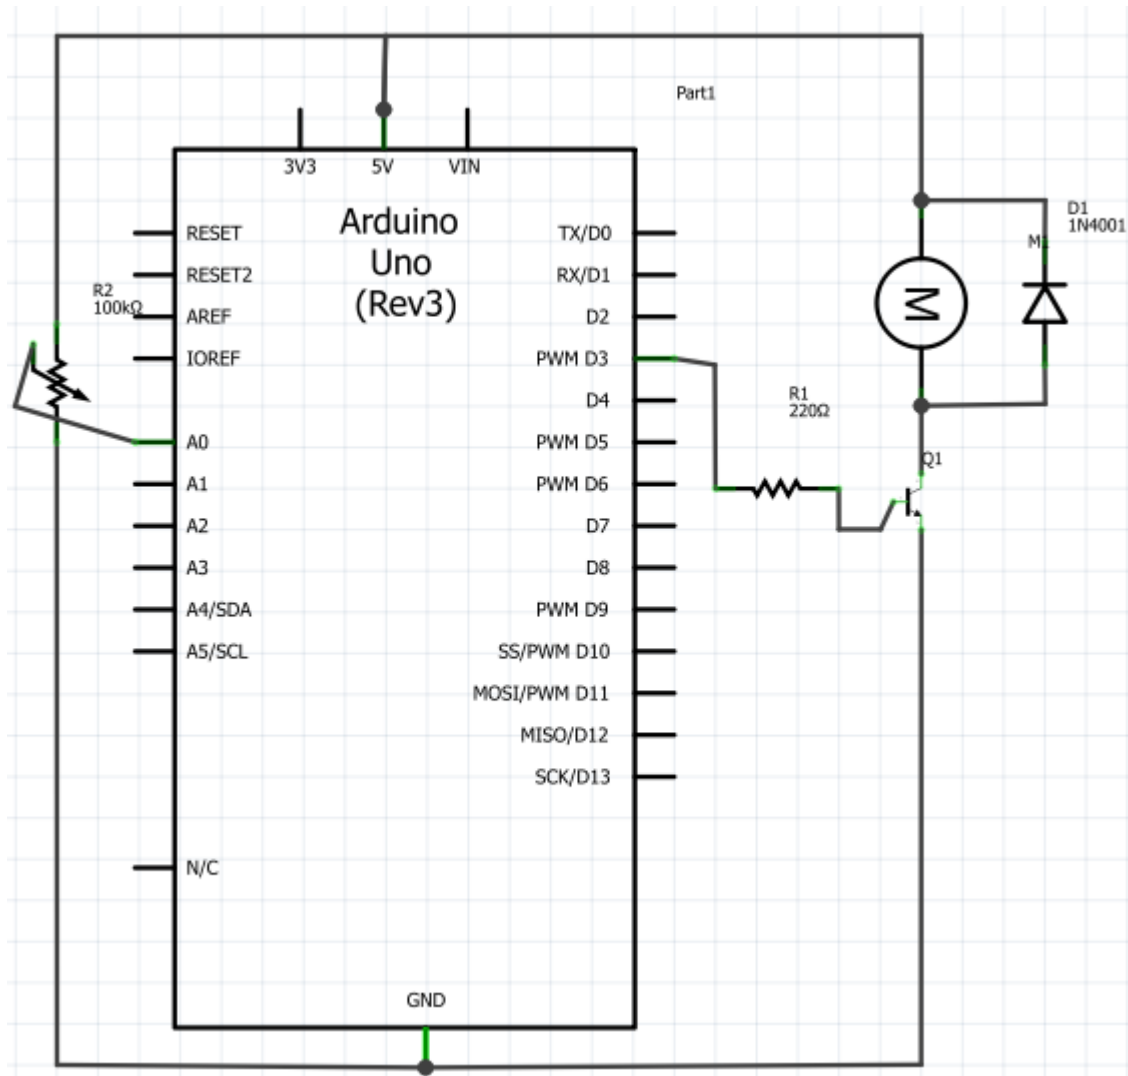 Part1
3V3
5V
VIN
Arduino
Uno
(Rev3)
RESET
RESET2
AREF
IOREF
A0
A1
A2
A3
A4/SDA
A5/SCL
N/C
TX/D0
RX/D1
D2
PWM D3
D4
PWM D5
PWM D6
D7
D8
PWM D9
SS/PWM D10
MOSI/PWM D11
MISO/D12
SCK/D13
GND
R2
100kΩ
R1
220Ω
M
D1
1N4001
Q1